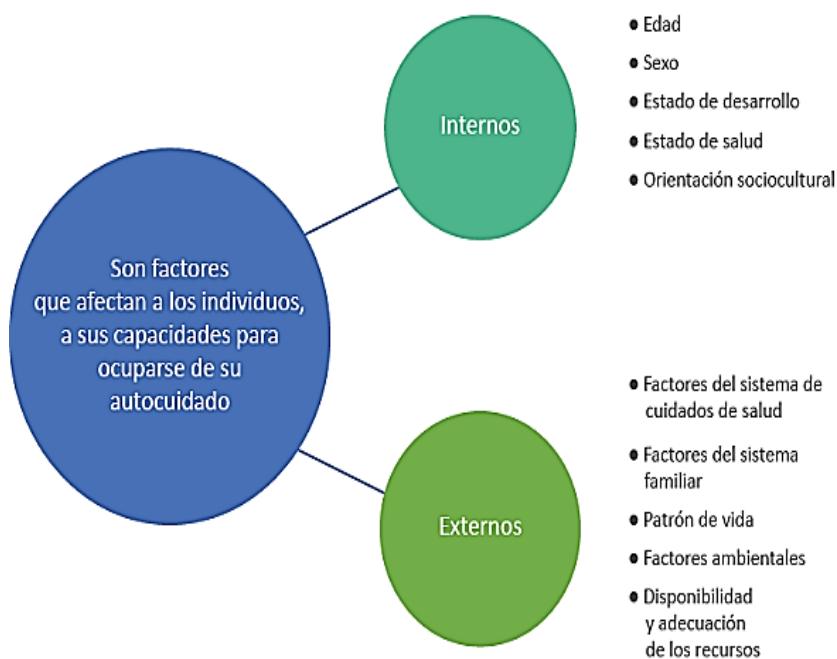 Son factores
que afectan a los individuos,
a sus capacidades para
ocuparse de su
autocuidado
Internos
• Edad
• Sexo
• Estado de desarrollo
• Estado de salud
• Orientación sociocultural
Externos
• Factores del sistema de
cuidados de salud
• Factores del sistema
familiar
• Patrón de vida
• Factores ambientales
• Disponibilidad
y adecuación
de los recursos